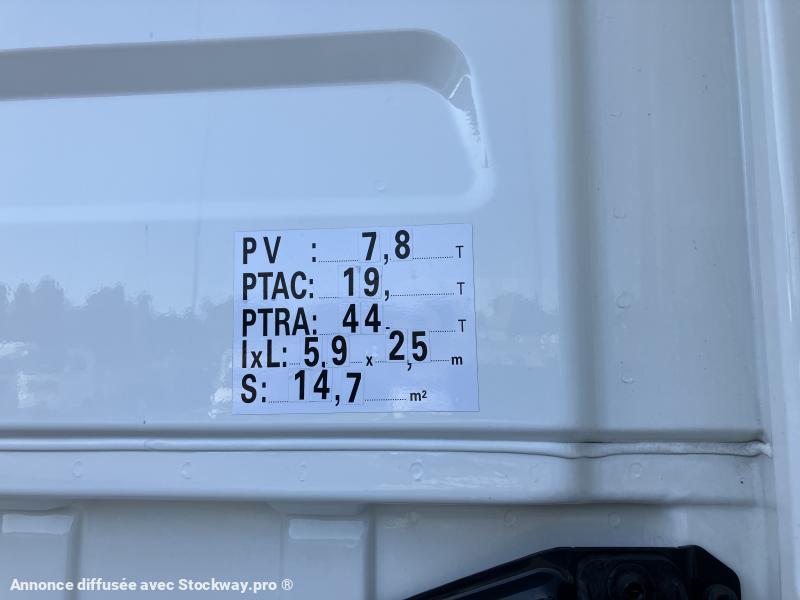 PV : 7,8 T
PTAC: 19, T
PTRA: 44 T
lxL: 5,9 x 2,5 m
S: 14,7 m²
Annonce diffusée avec Stockway.pro ®